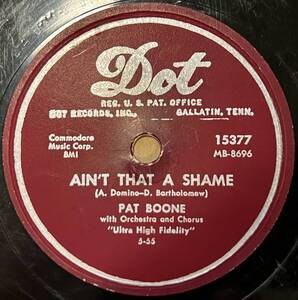 Dot
REG. U. S. PAT. OFFICE
DOT RECORDS, INC., GALLATIN, TENN.
Commodore
Music Corp.
BMI
15377
MB-8696
AIN'T THAT A SHAME
(A. Domino-D. Bartholomew)
PAT BOONE
with Orchestra and Chorus
"Ultra High Fidelity"
5-55